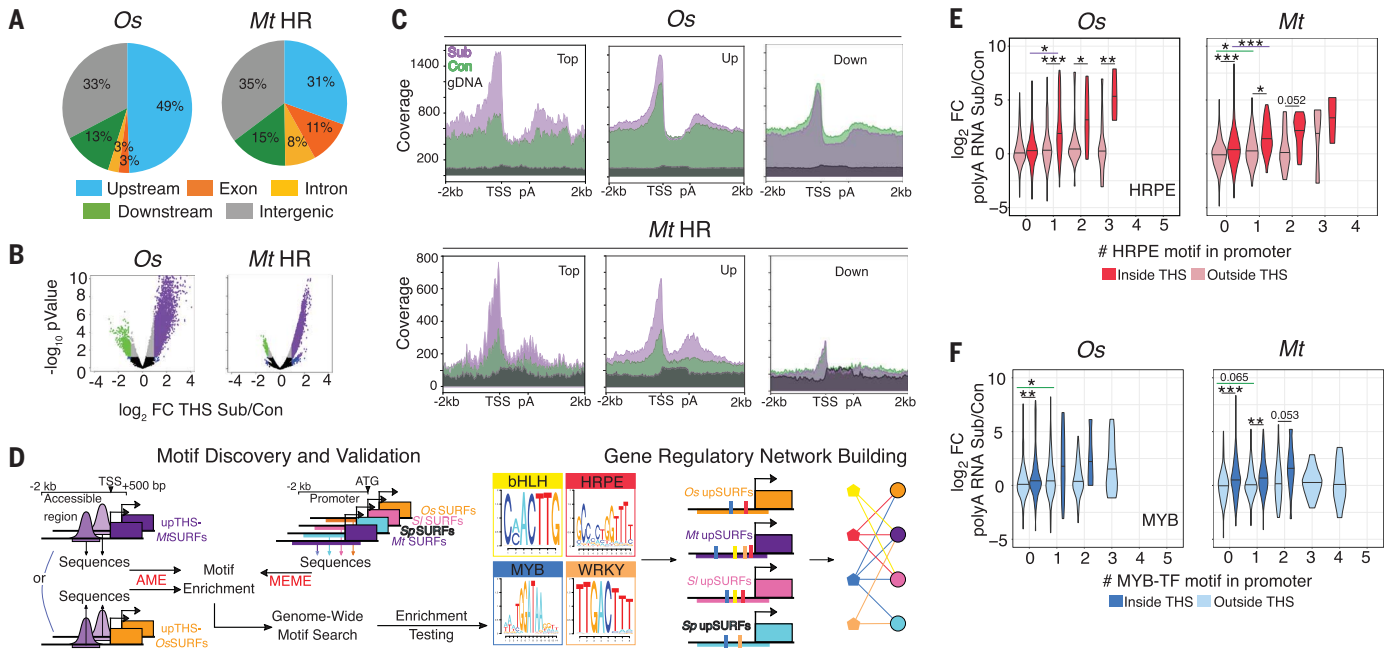 A
Os
Mt HR
33%
49%
13%
3%
3%
35%
31%
11%
8%
15%
Upstream
Exon
Intron
Downstream
Intergenic
B
Os
Mt HR
-log10 pValue
10
8
6
4
2
-4 -2 0 2 4
-4 -2 0 2 4
log2 FC THS Sub/Con
C
Os
Sub
Con
gDNA
Top
Up
Down
Coverage
1400
800
600
200
-2kb TSS pA 2kb
-2kb TSS pA 2kb
-2kb TSS pA 2kb
Mt HR
Top
Up
Down
Coverage
800
600
400
200
0
-2kb TSS pA 2kb
-2kb TSS pA 2kb
-2kb TSS pA 2kb
D
Motif Discovery and Validation
Gene Regulatory Network Building
-2 kb
TSS
+500 bp
Accessible
region
upTHS-
MtSURFs
Sequences
or
AME
Sequences
upTHS-
OsSURFs
-2 kb
ATG
Promoter
Os SURFs
Sl SURFs
Sp SURFs
Mt SURFs
Sequences
Motif
Enrichment
MEME
Genome-Wide
Motif Search
Enrichment
Testing
bHLH
HRPE
MYB
WRKY
Os upSURFs
Mt upSURFs
Sl upSURFs
Sp upSURFs
E
Os
Mt
log2 FC
polyA RNA Sub/Con
10
5
0
−5
*
***
*
**
HRPE
*
***
***
*
0.052
0 1 2 3 4 5
0 1 2 3 4
# HRPE motif in promoter
Inside THS
Outside THS
F
Os
Mt
log2 FC
polyA RNA Sub/Con
10
5
0
−5
*
**
MYB
0.065
***
**
0.053
0 1 2 3 4 5
0 1 2 3 4 5
# MYB-TF motif in promoter
Inside THS
Outside THS